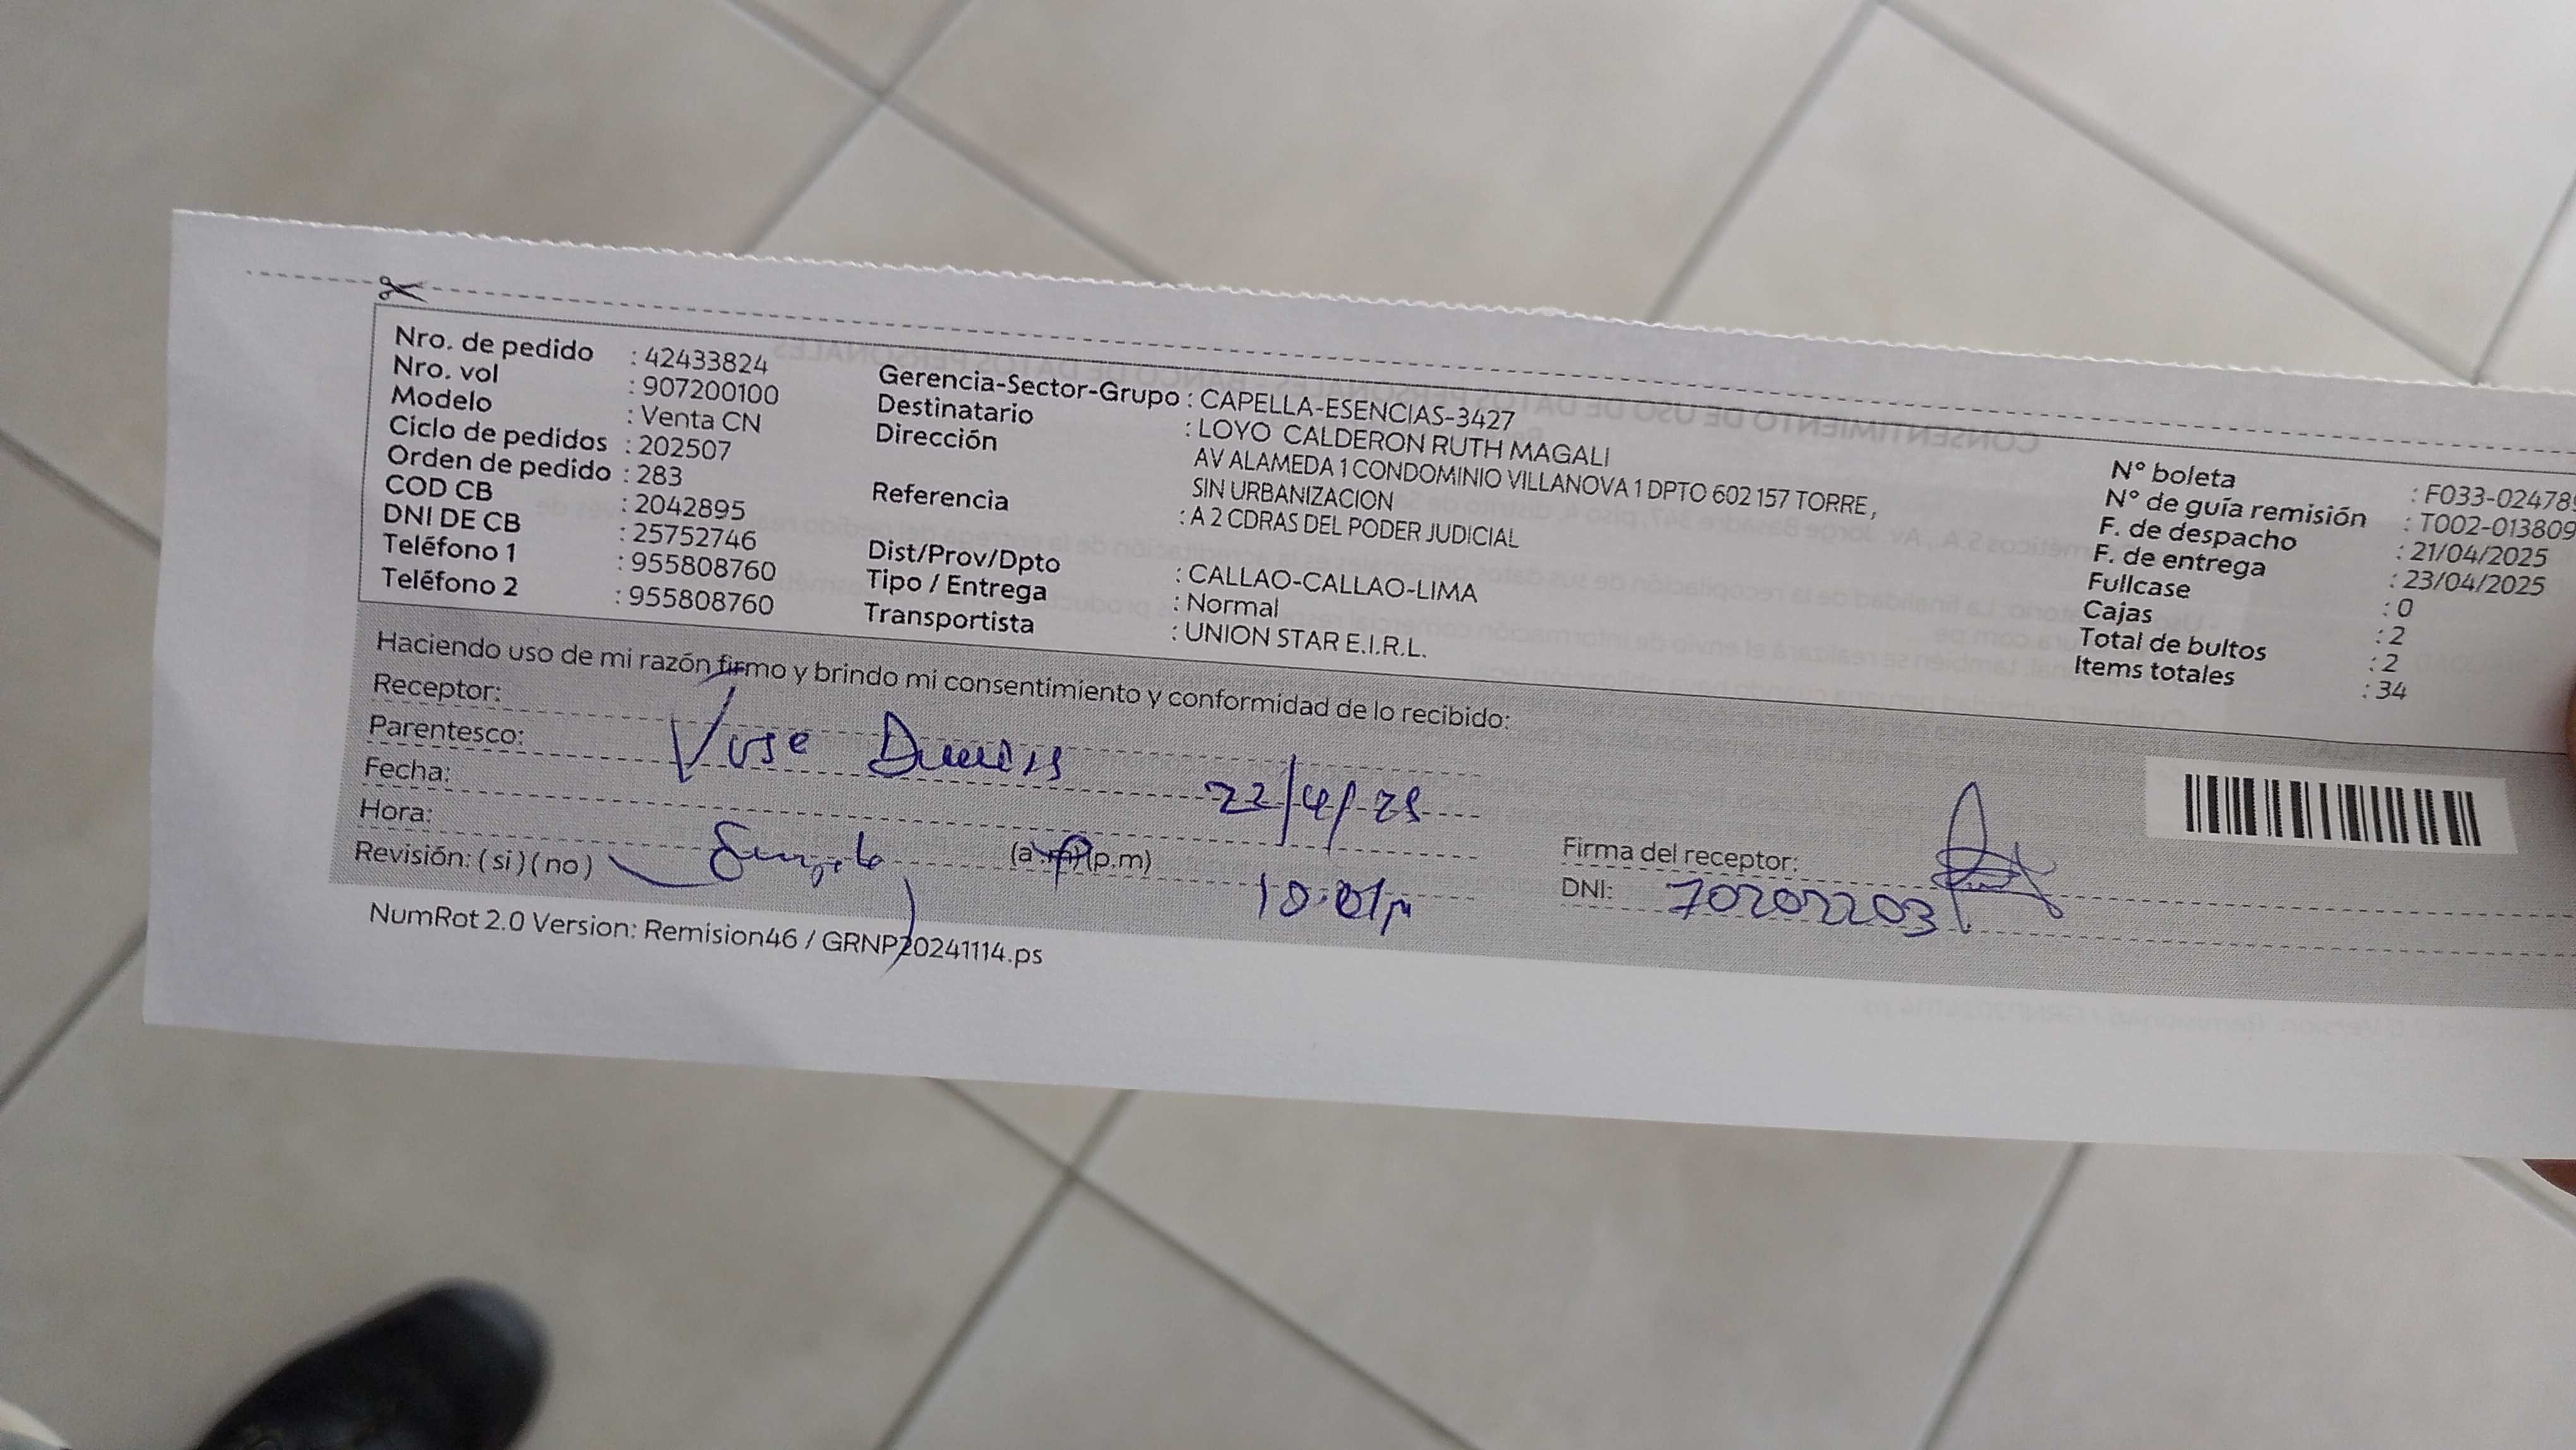 Nro. de pedido : 42433824
Nro. vol : 907200100
Modelo : Venta CN
Ciclo de pedidos : 202507
Orden de pedido : 283
COD CB : 2042895
DNI DE CB : 25752746
Teléfono 1 : 955808760
Teléfono 2 : 955808760
Gerencia-Sector-Grupo : CAPELLA-ESENCIAS-3427
Destinatario : LOYO CALDERON RUTH MAGALI
Dirección AV ALAMEDA 1 CONDOMINIO VILLANOVA 1 DPTO 602 157 TORRE ,
SIN URBANIZACION
Referencia : A 2 CDRAS DEL PODER JUDICIAL
Dist/Prov/Dpto : CALLAO-CALLAO-LIMA
Tipo / Entrega : Normal
Transportista : UNION STAR E.I.R.L.
N° boleta : F033-02478
N° de guía remisión : T002-013809
F. de despacho : 21/04/2025
F. de entrega : 23/04/2025
Fullcase : 0
Cajas : 2
Total de bultos : 2
Items totales : 34
Haciendo uso de mi razón firmo y brindo mi consentimiento y conformidad de lo recibido:
Receptor:
Parentesco:
Fecha: 22/4/25
Hora: (a.m) (p.m) 10:01
Revisión: (si) (no)
Firma del receptor:
DNI: 70202203
NumRot 2.0 Version: Remision46 / GRNP20241114.ps